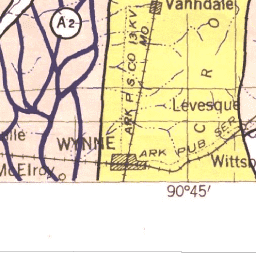 Vanndale
A2
ARK P. S. CO 13 KV
MO
R
O
Levesque
C
WYNNE
ARK PUB SER
Wittsb
McElroy
90°45'